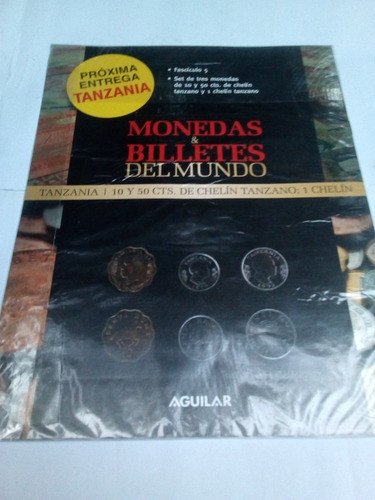 PRÓXIMA
ENTREGA
TANZANIA
• Fascículo 5
• Set de tres monedas
de 10 y 50 cts. de chelín
tanzano y 1 chelín tanzano
MONEDAS
&
BILLETES
DEL MUNDO
TANZANIA | 10 Y 50 CTS. DE CHELÍN TANZANO; 1 CHELÍN
AGUILAR